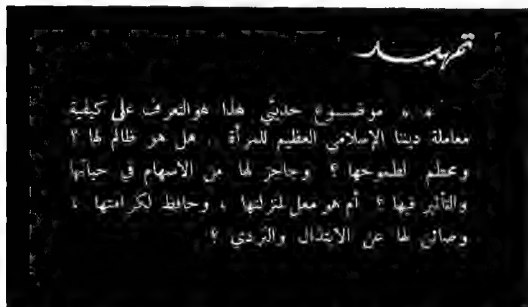 تمهيد
* * موضوع حديثي هذا هو التعرف على كيفية
معاملة ديننا الإسلامي العظيم للمرأة .. هل هو ظالم لها ؟
ومحطم لطموحها ؟ وحاجز لها من الاسهام في حياتها
والتأثير فيها ؟ أم هو معل لمنزلتها ، وحافظ لكرامتها ،
وصائن لها عن الابتذال والتردي ؟